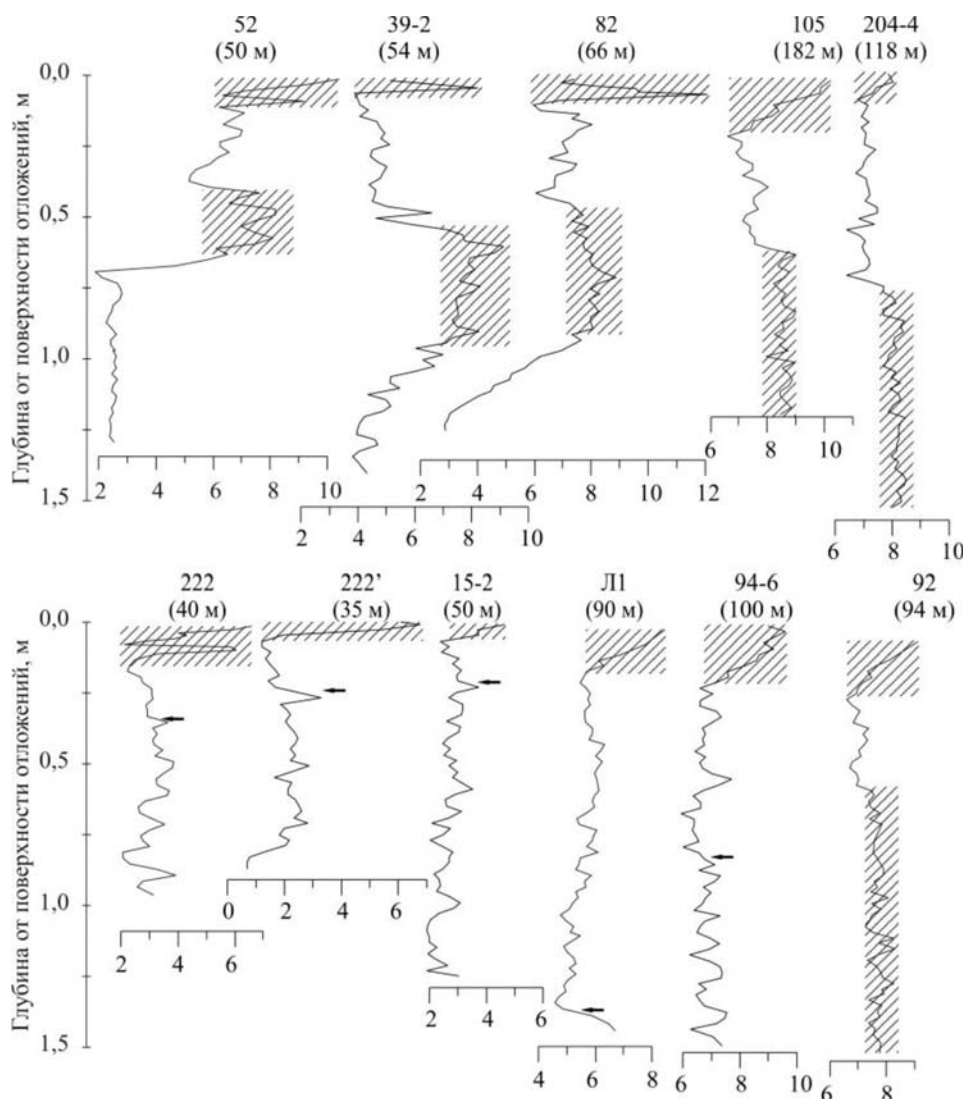 52 39-2 82 105 204-4
(50 м) (54 м) (66 м) (182 м) (118 м)
0,0
0,5
1,0
1,5
Глубина от поверхности отложений, м
2 4 6 8 10
2 4 6 8 10 12
6 8 10
2 4 6 8 10
6 8 10
222 222’ 15-2 Л1 94-6 92
(40 м) (35 м) (50 м) (90 м) (100 м) (94 м)
0,0
0,5
1,0
1,5
Глубина от поверхности отложений, м
0 2 4 6
2 4 6
2 4 6
4 6 8
6 8 10
6 8